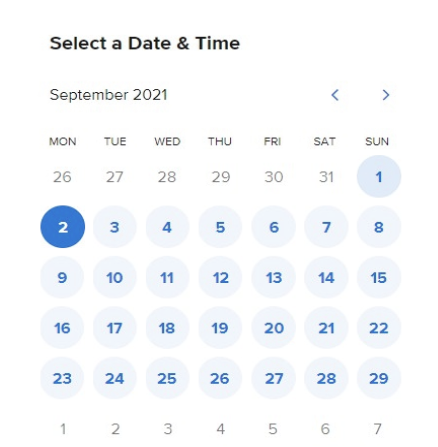 Select a Date & Time
September 2021
MON TUE WED THU FRI SAT SUN
26 27 28 29 30 31 1
2 3 4 5 6 7 8
9 10 11 12 13 14 15
16 17 18 19 20 21 22
23 24 25 26 27 28 29
1 2 3 4 5 6 7